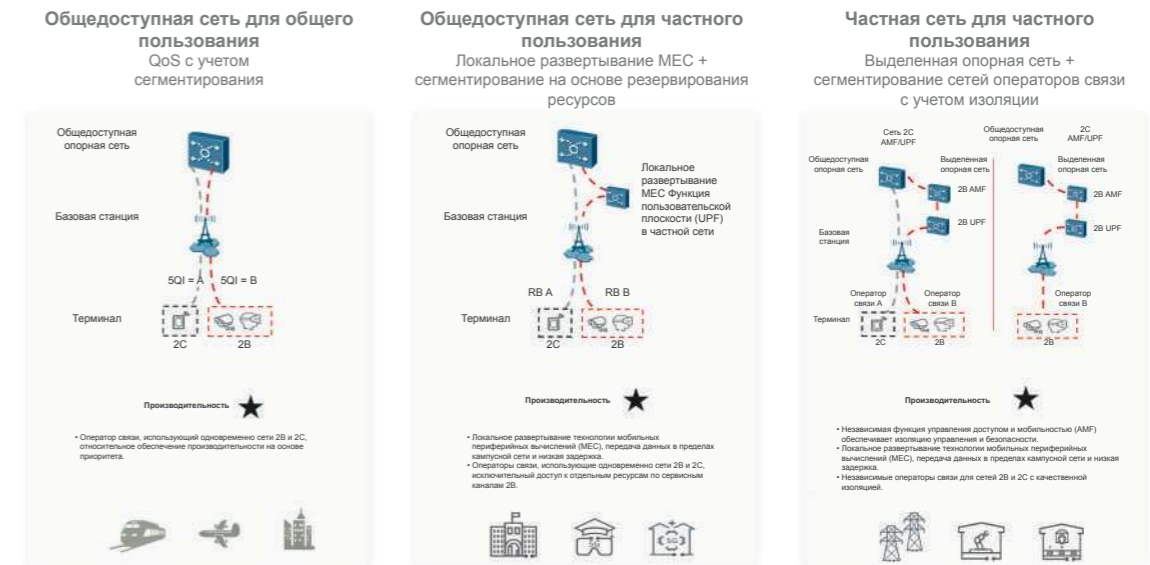 Общедоступная сеть для общего
пользования
QoS с учетом
сегментирования
Общедоступная
опорная сеть
Базовая станция
5QI = A
5QI = B
Терминал
2C
2B
Производительность
• Оператор связи, использующий одновременно сети 2B и 2C,
относительное обеспечение производительности на основе
приоритета.
Общедоступная сеть для частного
пользования
Локальное развертывание MEC +
сегментирование на основе резервирования
ресурсов
Общедоступная
опорная сеть
Локальное
развертывание
MEC Функция
пользовательской
плоскости (UPF)
в частной сети
Базовая станция
RB A
RB B
Терминал
2C
2B
Производительность
• Локальное развертывание технологии мобильных
периферийных вычислений (MEC), передача данных в пределах
кампусной сети и низкая задержка.
• Операторы связи, использующие одновременно сети 2B и 2C,
исключительный доступ к отдельным ресурсам по сервисным
каналам 2B.
5G
5G
Частная сеть для частного
пользования
Выделенная опорная сеть +
сегментирование сетей операторов связи
с учетом изоляции
Сеть 2C
AMF/UPF
Общедоступная
опорная сеть
2C
AMF/UPF
Общедоступная
опорная сеть
Выделенная
опорная сеть
Выделенная
опорная сеть
2B AMF
2B AMF
2B UPF
2B UPF
Базовая
станция
Оператор
связи A
Оператор
связи B
Оператор
связи B
Терминал
2C
2B
2B
Производительность
• Независимая функция управления доступом и мобильностью (AMF)
обеспечивает изоляцию управления и безопасности.
• Локальное развертывание технологии мобильных периферийных
вычислений (MEC), передача данных в пределах кампусной сети и низкая
задержка.
• Независимые операторы связи для сетей 2B и 2C с качественной
изоляцией.